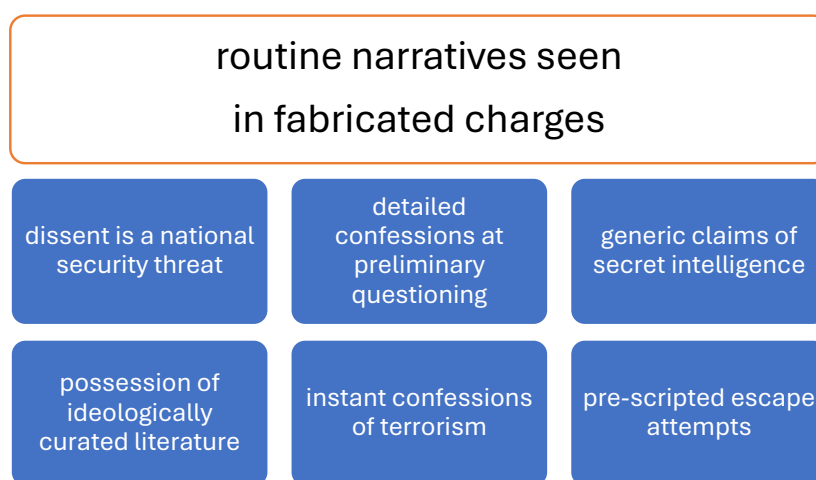 routine narratives seen
in fabricated charges
dissent is a national
security threat
detailed
confessions at
preliminary
questioning
generic claims of
secret intelligence
possession of
ideologically
curated literature
instant confessions
of terrorism
pre-scripted escape
attempts